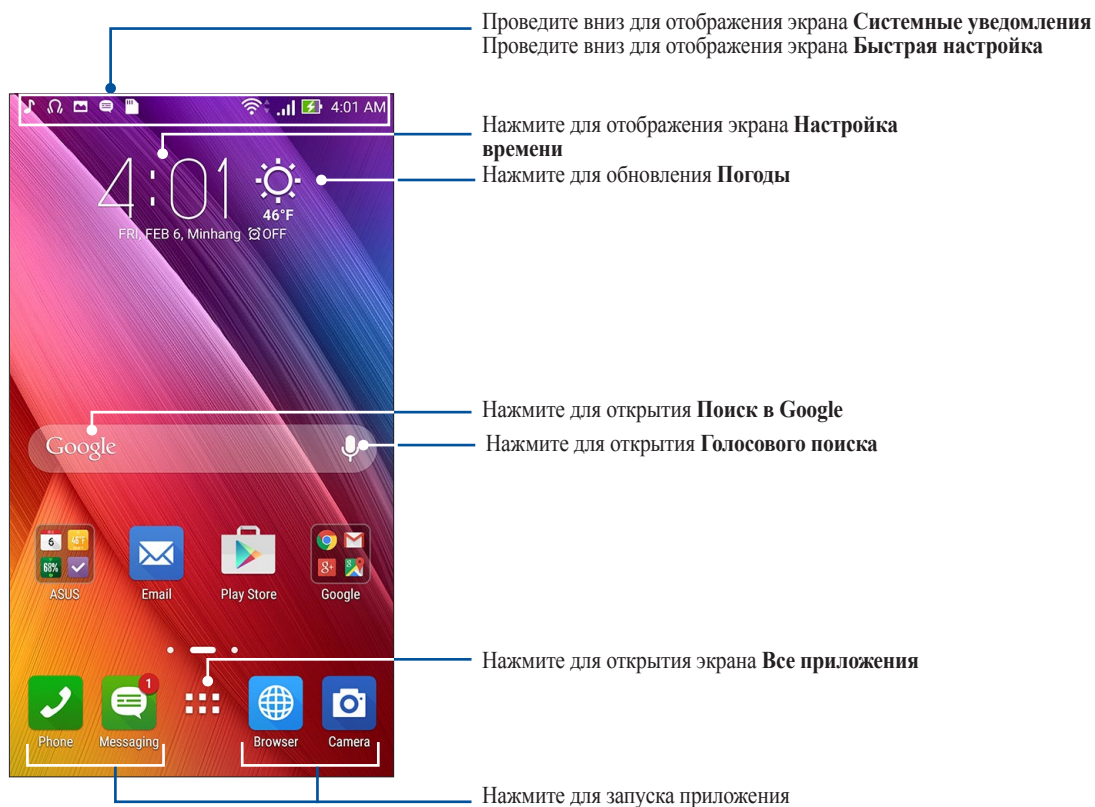 Проведите вниз для отображения экрана Системные уведомления
Проведите вниз для отображения экрана Быстрая настройка
4:01 AM
Нажмите для отображения экрана Настройка
времени
Нажмите для обновления Погоды
4:01
46°F
FRI, FEB 6, Minhang OFF
Нажмите для открытия Поиск в Google
Google
Нажмите для открытия Голосового поиска
6 46°F
68% 8+
ASUS Email Play Store Google
Нажмите для открытия экрана Все приложения
1
Phone Messaging Browser Camera
Нажмите для запуска приложения